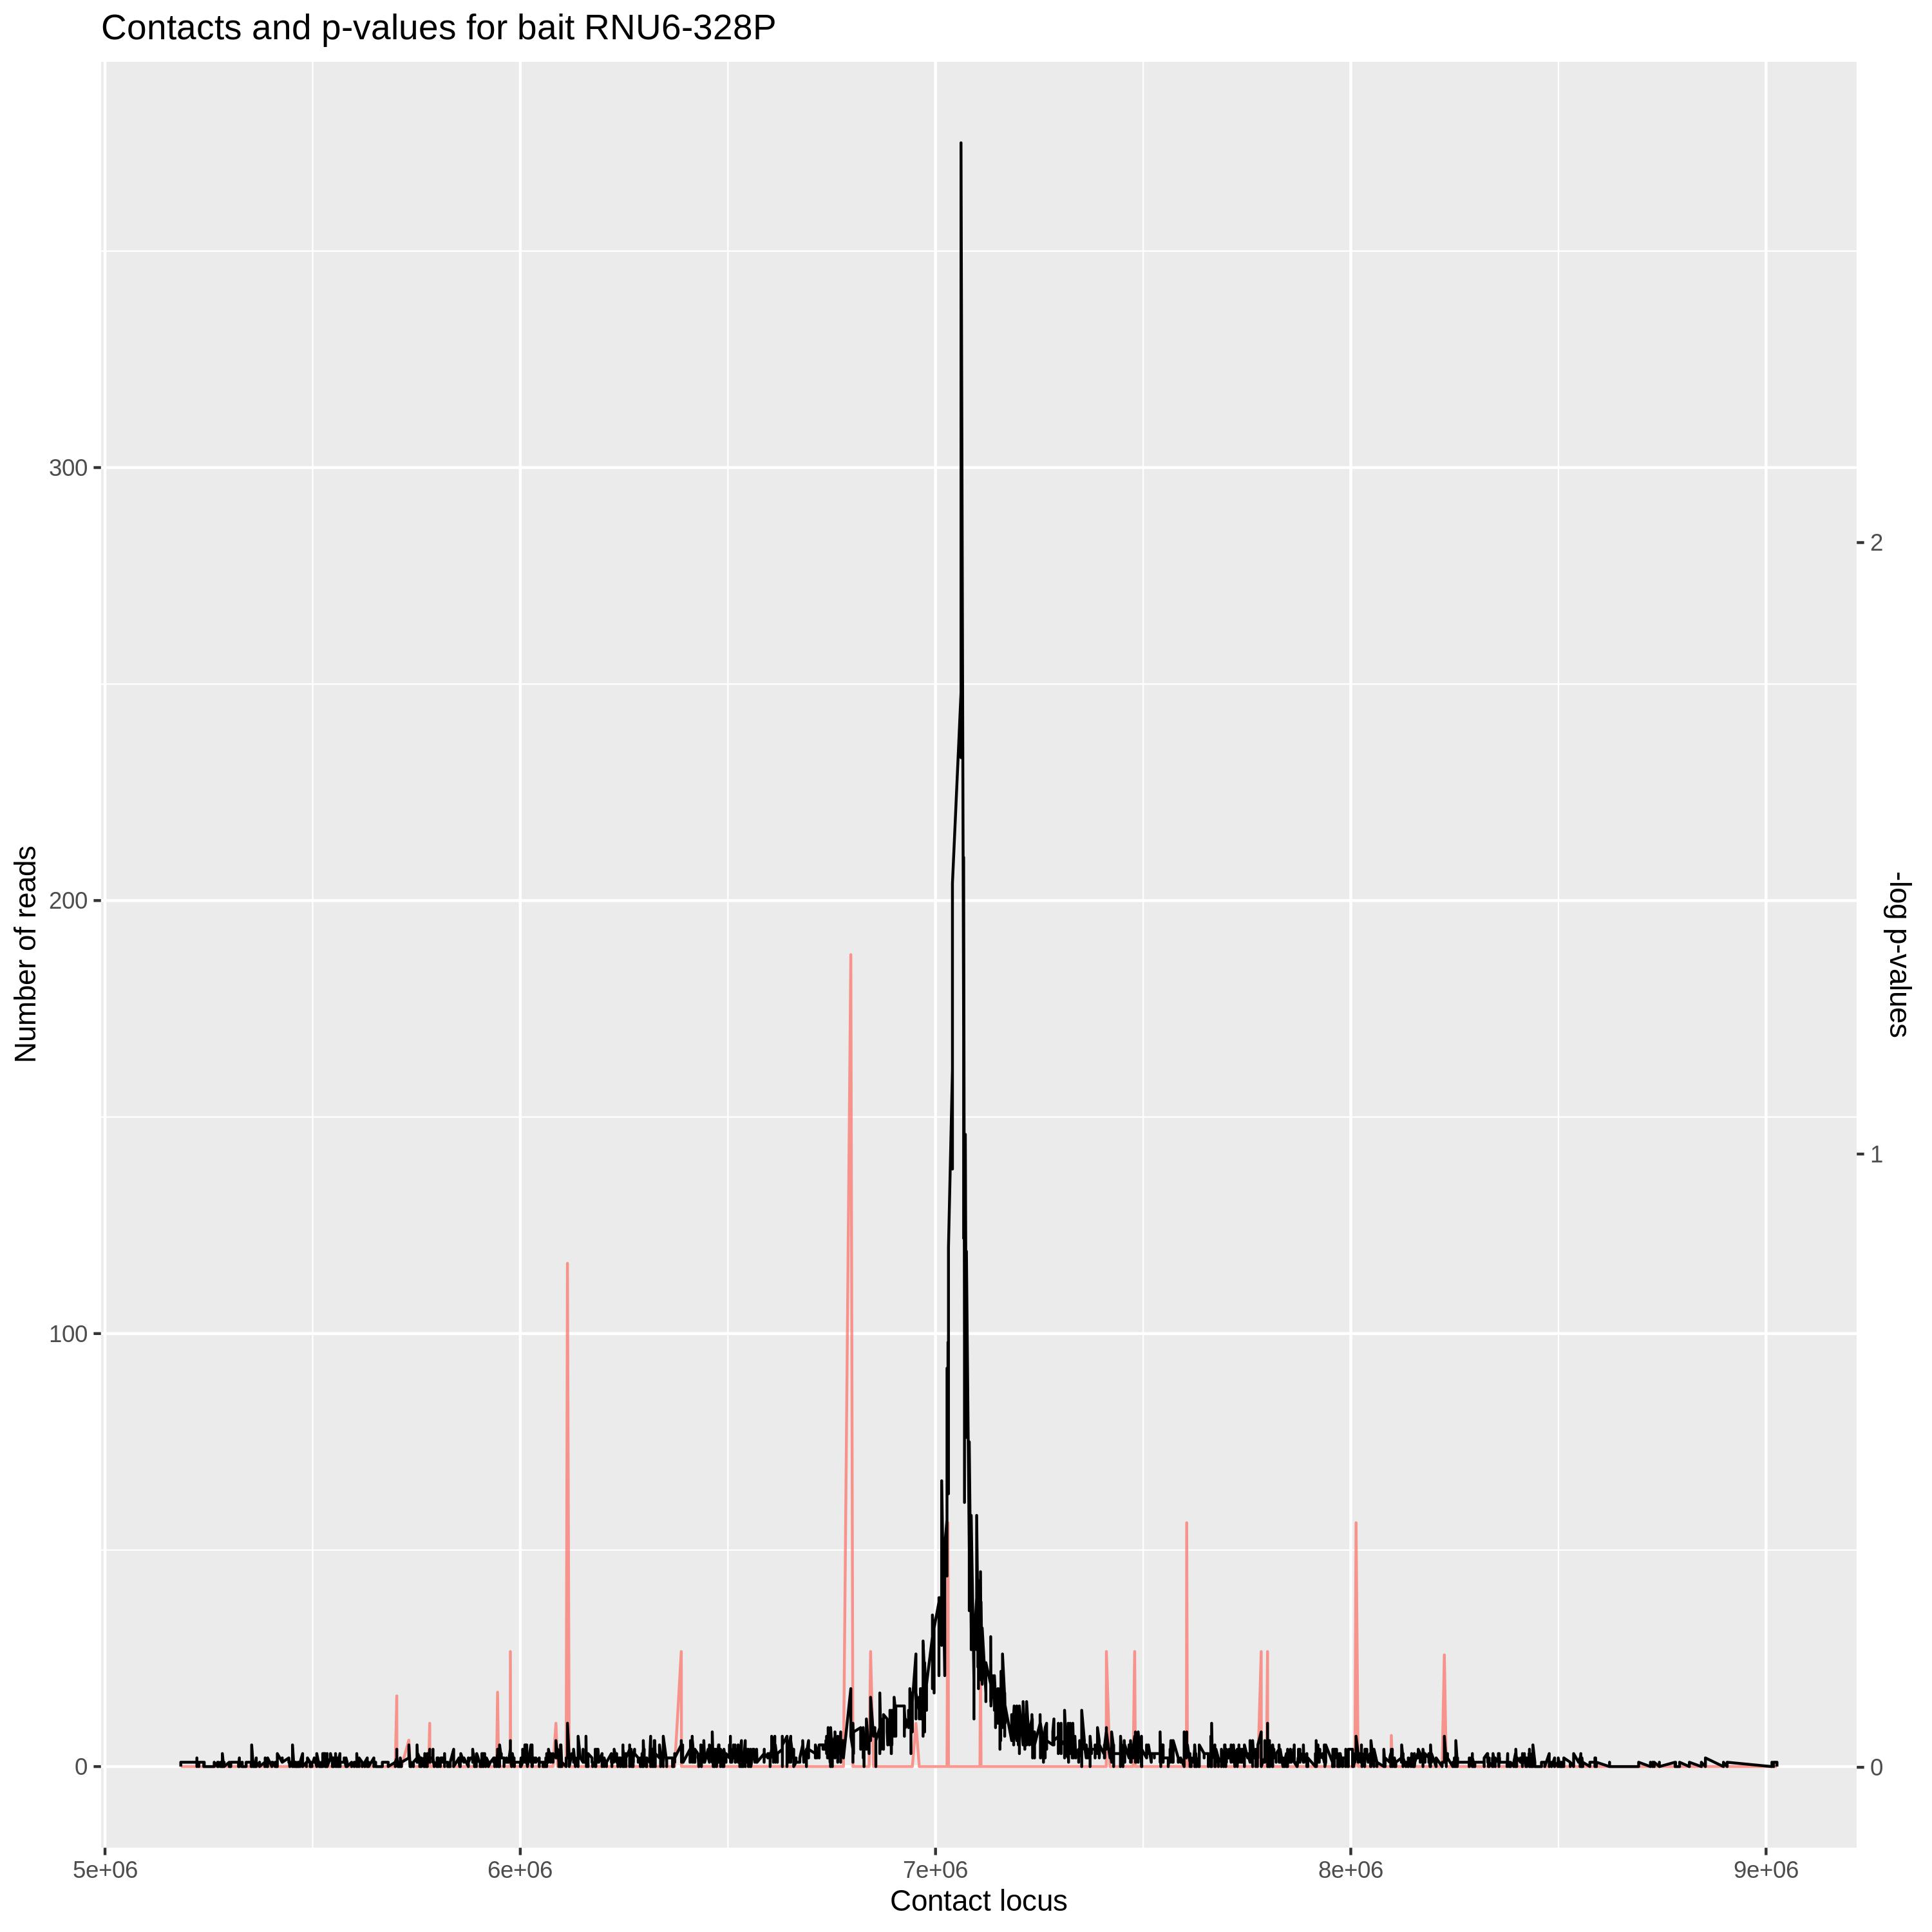 Contacts and p-values for bait RNU6-328P
300
200
100
0
Number of reads
2
1
0
-log p-values
5e+06
6e+06
7e+06
8e+06
9e+06
Contact locus